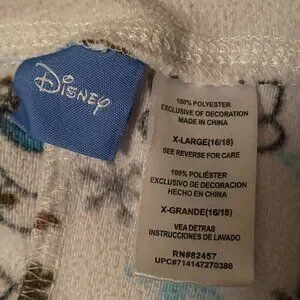 Disney
100% POLYESTER
EXCLUSIVE OF DECORATION
MADE IN CHINA
X-LARGE(16/18)
SEE REVERSE FOR CARE
100% POLIÉSTER
EXCLUSIVO DE DECORACION
HECHO EN CHINA
X-GRANDE(16/18)
VEA DETRAS
INSTRUCCIONES DE LAVADO
RN#82457
UPC#714147270386